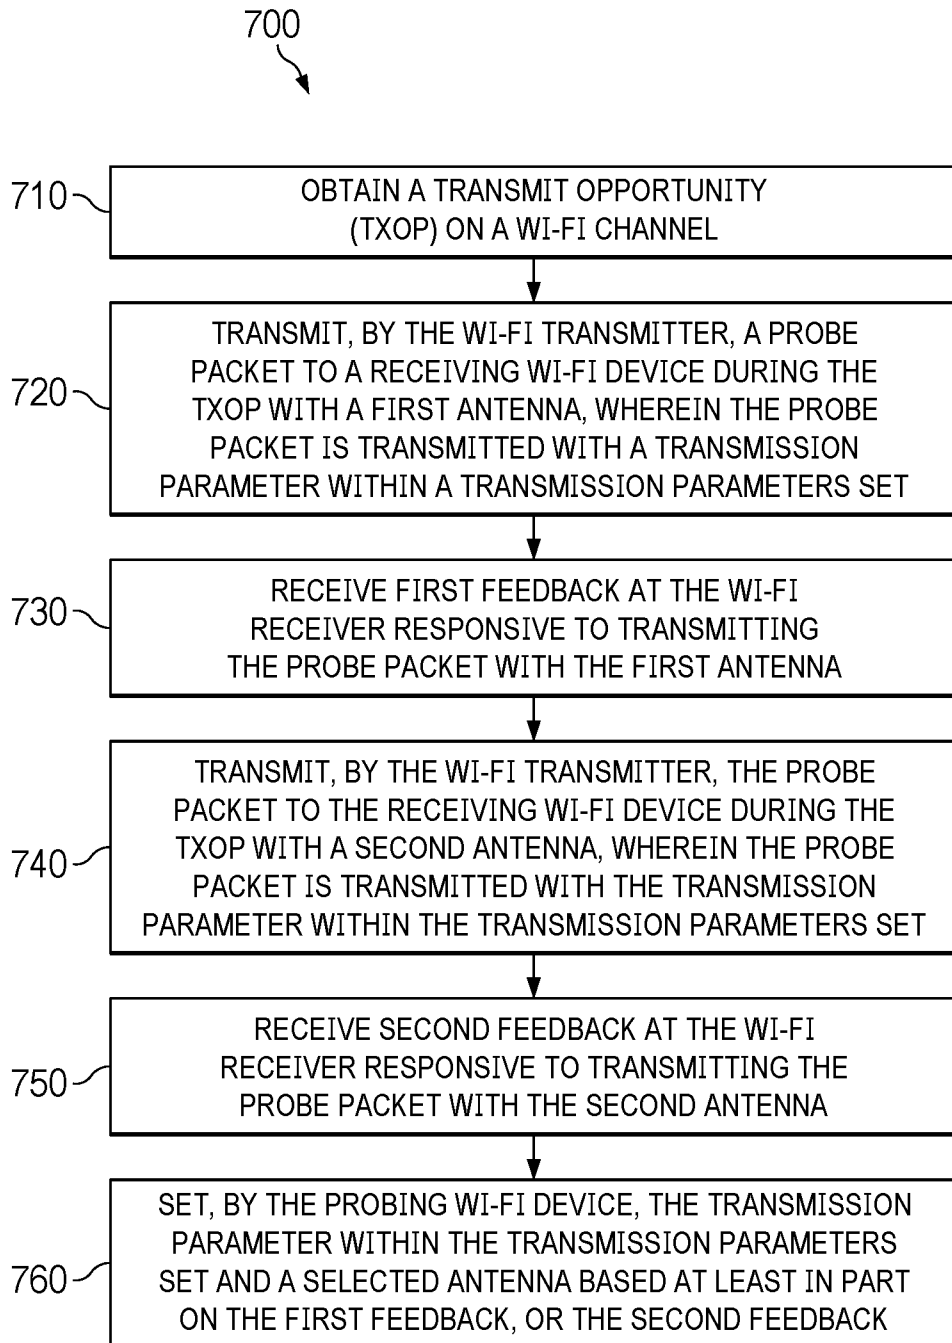 700
710
OBTAIN A TRANSMIT OPPORTUNITY
(TXOP) ON A WI-FI CHANNEL
720
TRANSMIT, BY THE WI-FI TRANSMITTER, A PROBE
PACKET TO A RECEIVING WI-FI DEVICE DURING THE
TXOP WITH A FIRST ANTENNA, WHEREIN THE PROBE
PACKET IS TRANSMITTED WITH A TRANSMISSION
PARAMETER WITHIN A TRANSMISSION PARAMETERS SET
730
RECEIVE FIRST FEEDBACK AT THE WI-FI
RECEIVER RESPONSIVE TO TRANSMITTING
THE PROBE PACKET WITH THE FIRST ANTENNA
740
TRANSMIT, BY THE WI-FI TRANSMITTER, THE PROBE
PACKET TO THE RECEIVING WI-FI DEVICE DURING THE
TXOP WITH A SECOND ANTENNA, WHEREIN THE PROBE
PACKET IS TRANSMITTED WITH THE TRANSMISSION
PARAMETER WITHIN THE TRANSMISSION PARAMETERS SET
750
RECEIVE SECOND FEEDBACK AT THE WI-FI
RECEIVER RESPONSIVE TO TRANSMITTING THE
PROBE PACKET WITH THE SECOND ANTENNA
760
SET, BY THE PROBING WI-FI DEVICE, THE TRANSMISSION
PARAMETER WITHIN THE TRANSMISSION PARAMETERS
SET AND A SELECTED ANTENNA BASED AT LEAST IN PART
ON THE FIRST FEEDBACK, OR THE SECOND FEEDBACK